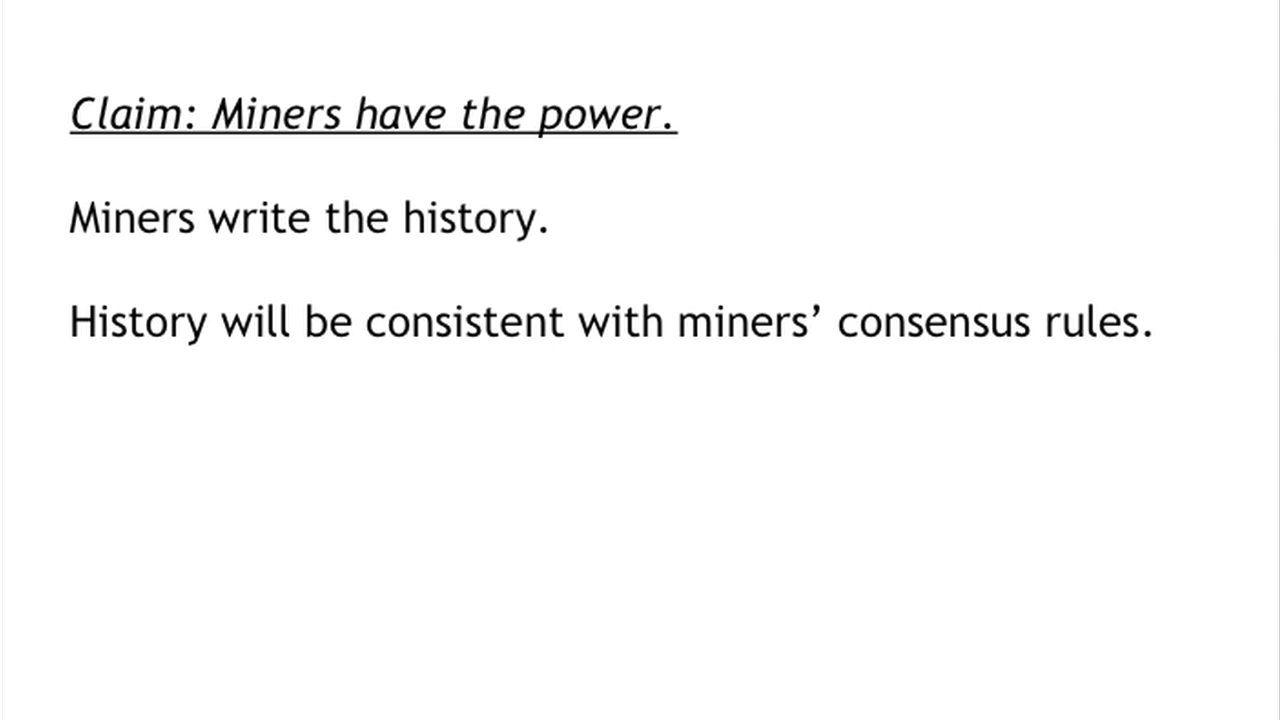 Claim: Miners have the power.
Miners write the history.
History will be consistent with miners’ consensus rules.